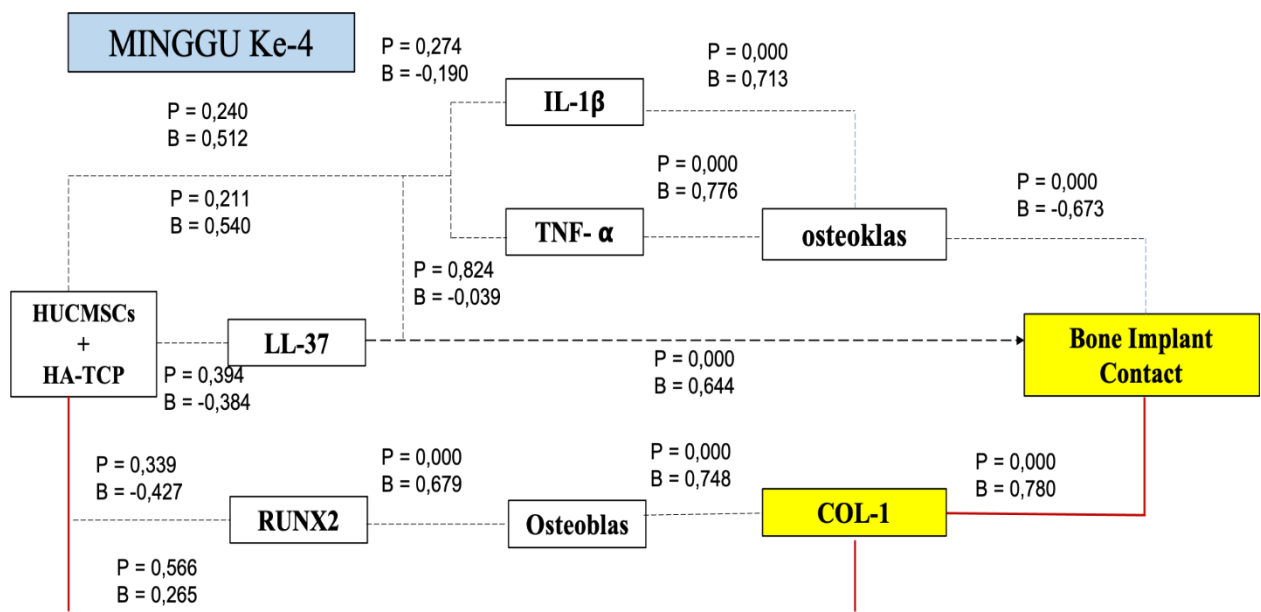 MINGGU Ke-4
P = 0,274
B = -0,190
P = 0,000
B = 0,713
IL-1β
P = 0,240
B = 0,512
P = 0,000
B = 0,776
P = 0,000
B = -0,673
P = 0,211
B = 0,540
TNF- α
osteoklas
P = 0,824
B = -0,039
HUCMSCs
+
HA-TCP
LL-37
Bone Implant
Contact
P = 0,000
B = 0,644
P = 0,394
B = -0,384
P = 0,339
B = -0,427
P = 0,000
B = 0,679
P = 0,000
B = 0,748
P = 0,000
B = 0,780
RUNX2
Osteoblas
COL-1
P = 0,566
B = 0,265